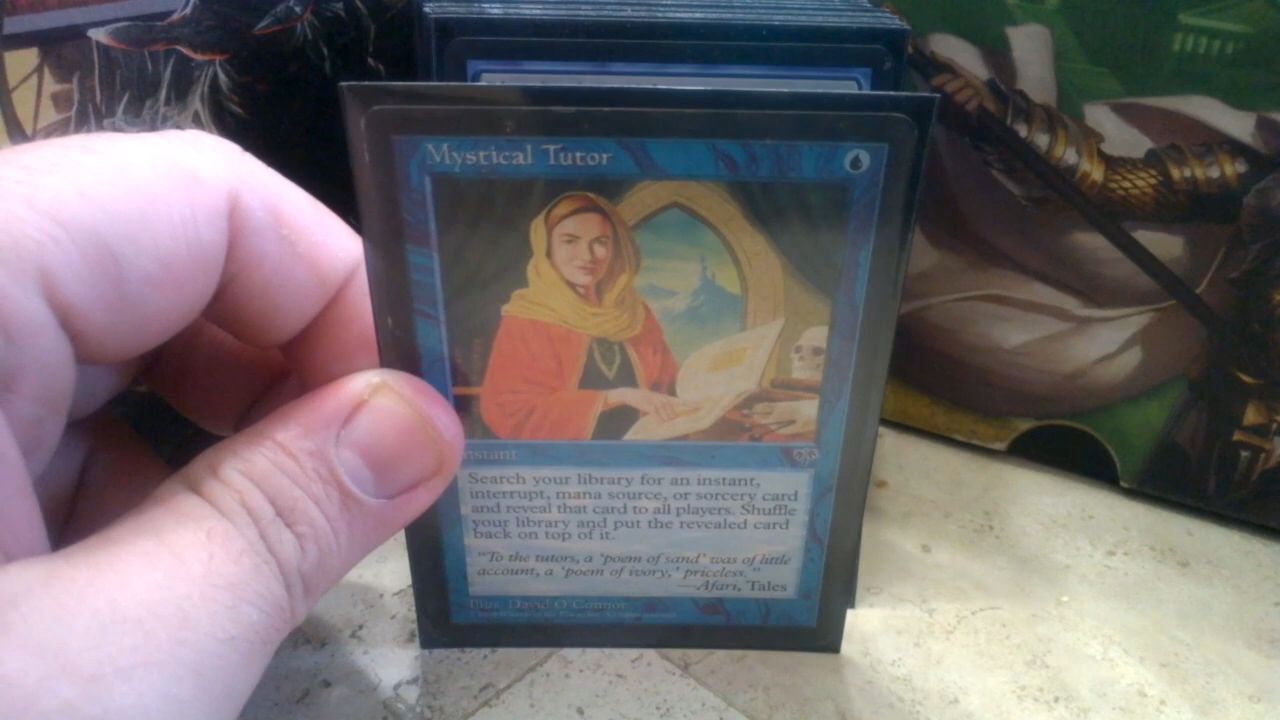 Mystical Tutor
Instant
Search your library for an instant,
interrupt, mana source, or sorcery card
and reveal that card to all players. Shuffle
your library and put the revealed card
back on top of it.
"To the tutors, a 'poem of sand' was of little
account, a 'poem of ivory,' priceless."
—Afari, Tales
Illus. David O'Connor